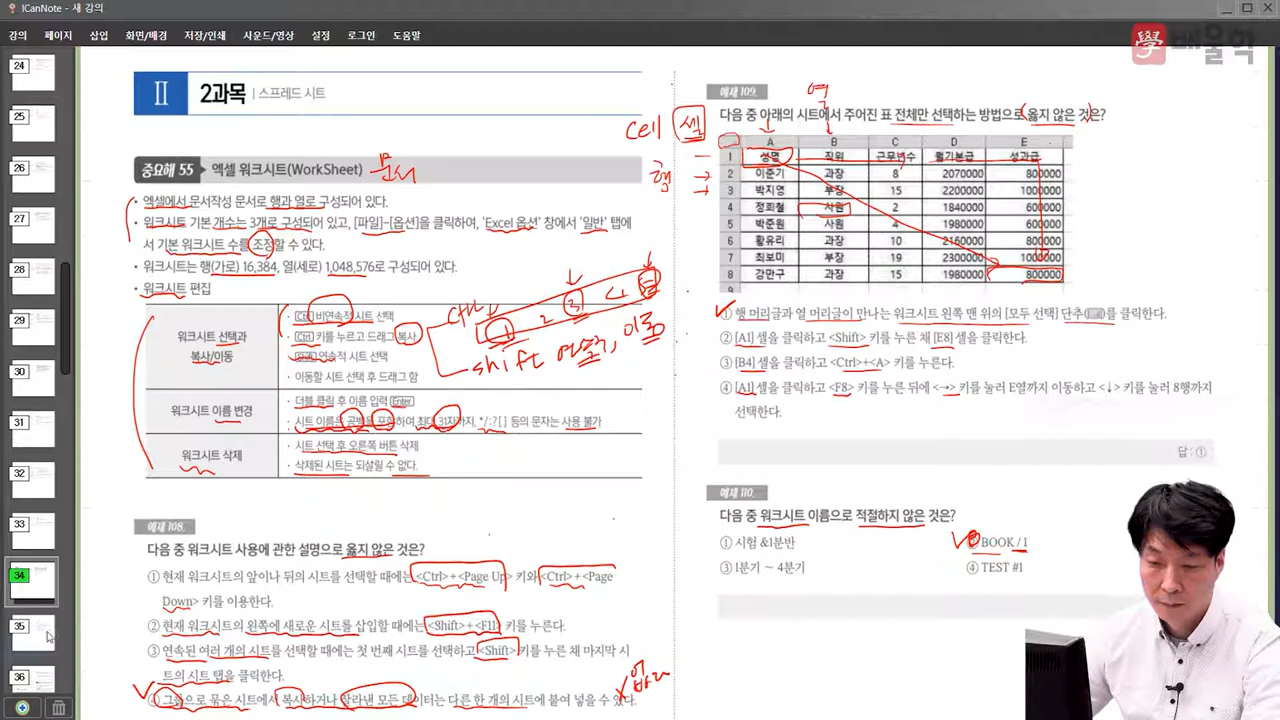 ICanNote - 새 강의
강의 페이지 삽입 화면/배경 저장/인쇄 사운드/영상 설정 로그인 도움말
學 배울학
24
25
26
27
28
29
30
31
32
33
34
35
36
II 2과목 | 스프레드 시트
중요해 55 엑셀 워크시트(WorkSheet) 문서
· 엑셀에서 문서작성 문서로 행과 열로 구성되어 있다.
· 워크시트 기본 개수는 3개로 구성되어 있고, [파일]-[옵션]을 클릭하여, 'Excel 옵션' 창에서 '일반' 탭에
서 기본 워크시트 수를 조정할 수 있다.
· 워크시트는 행(가로) 16,384, 열(세로) 1,048,576로 구성되어 있다.
· 워크시트 편집
워크시트 선택과
복사/이동
· Ctrl 비연속적 시트 선택
· Ctrl 키를 누르고 드래그 복사
· Shift 연속적 시트 선택
· 이동할 시트 선택 후 드래그 함
Ctrl
1 2 3 4 5
shift 연속, 이동
워크시트 이름 변경
· 더블 클릭 후 이름 입력 Enter
· 시트 이름은 공백을 포함하여, 최대 31자까지, */:?[] 등의 문자는 사용 불가
워크시트 삭제
· 시트 선택 후 오른쪽 버튼 삭제
· 삭제된 시트는 되살릴 수 없다.
예제 108.
다음 중 워크시트 사용에 관한 설명으로 옳지 않은 것은?
① 현재 워크시트의 앞이나 뒤의 시트를 선택할 때에는 <Ctrl>+<Page Up> 키와 <Ctrl>+<Page
Down> 키를 이용한다.
② 현재 워크시트의 왼쪽에 새로운 시트를 삽입할 때에는 <Shift>+<F11> 키를 누른다.
③ 연속된 여러 개의 시트를 선택할 때에는 첫 번째 시트를 선택하고 <Shift> 키를 누른 채 마지막 시
트의 시트 탭을 클릭한다.
④ 그룹으로 묶은 시트에서 복사하거나 잘라낸 모든 데이터는 다른 한 개의 시트에 붙여 넣을 수 있다.
예제 109.
다음 중 아래의 시트에서 주어진 표 전체만 선택하는 방법으로 옳지 않은 것은?
cell 셀
열
행
A B C D E
1 성명 직위 근무년수 월기본급 성과급
2 이준기 과장 8 2070000 800000
3 박지영 부장 15 2200000 1000000
4 정희철 사원 2 1840000 600000
5 박준원 사원 4 1980000 600000
6 황유리 과장 10 2160000 800000
7 최보미 부장 19 2300000 1000000
8 강만구 과장 15 1980000 800000
9
① 행 머리글과 열 머리글이 만나는 워크시트 왼쪽 맨 위의 [모두 선택] 단추()를 클릭한다.
② [A1] 셀을 클릭하고 <Shift> 키를 누른 채 [E8] 셀을 클릭한다.
③ [B4] 셀을 클릭하고 <Ctrl>+<A> 키를 누른다.
④ [A1] 셀을 클릭하고 <F8> 키를 누른 뒤에 <→> 키를 눌러 E열까지 이동하고 <↓> 키를 눌러 8행까지
선택한다.
답 : ①
예제 110.
다음 중 워크시트 이름으로 적절하지 않은 것은?
① 시험 &1분반
BOOK / 1
③ 1분기 ~ 4분기
④ TEST #1